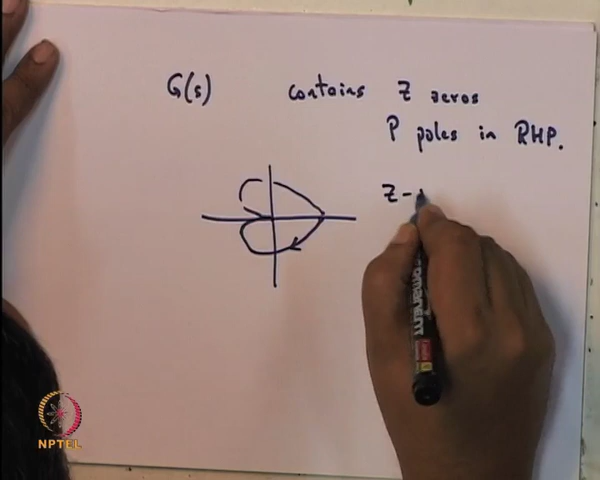 G(s) contains Z zeros
P poles in RHP.
Z-
NPTEL